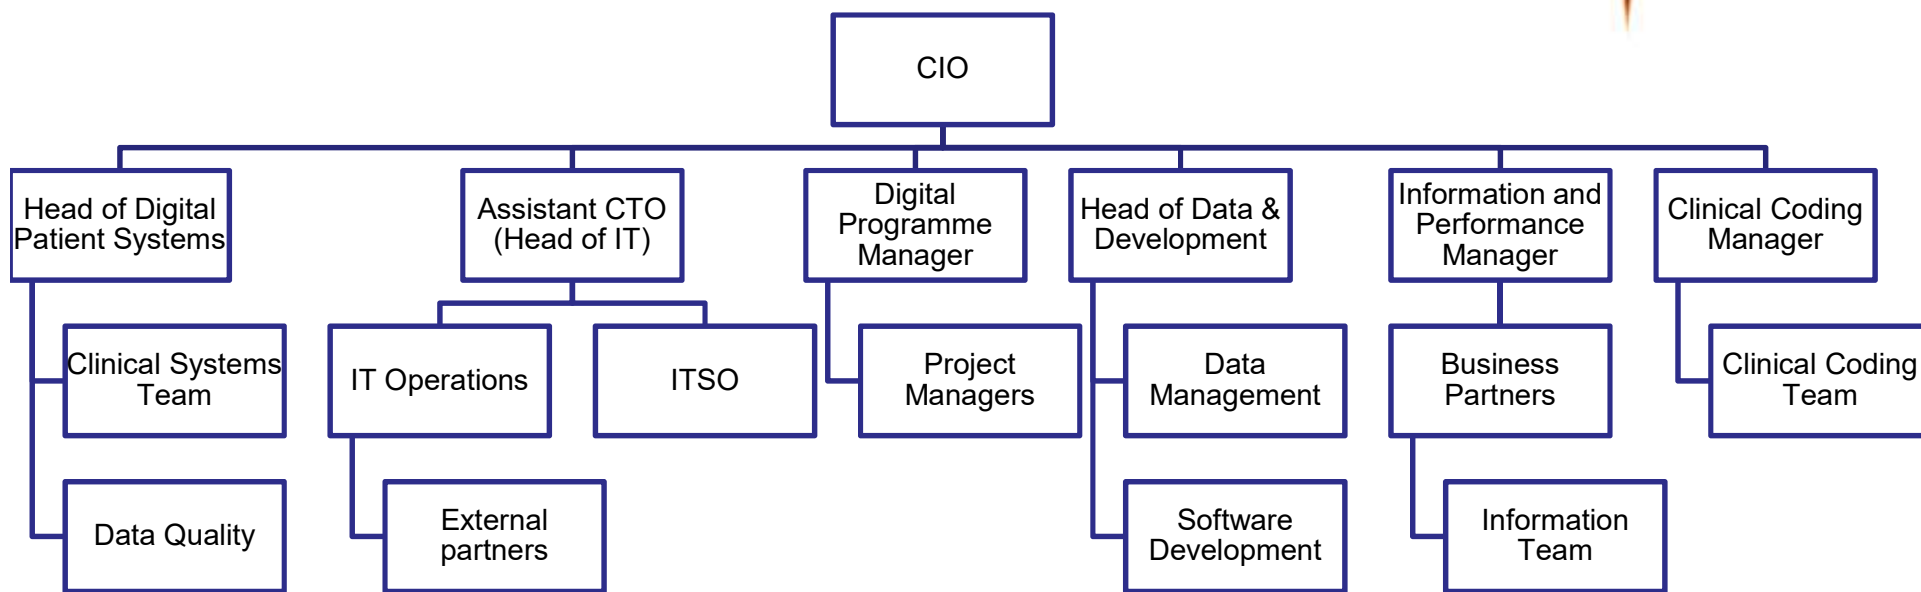 CIO
Head of Digital
Patient Systems
Assistant CTO
(Head of IT)
Digital
Programme
Manager
Head of Data &
Development
Information and
Performance
Manager
Clinical Coding
Manager
Clinical Systems
Team
IT Operations
ITSO
Project
Managers
Data
Management
Business
Partners
Clinical Coding
Team
Data Quality
External
partners
Software
Development
Information
Team